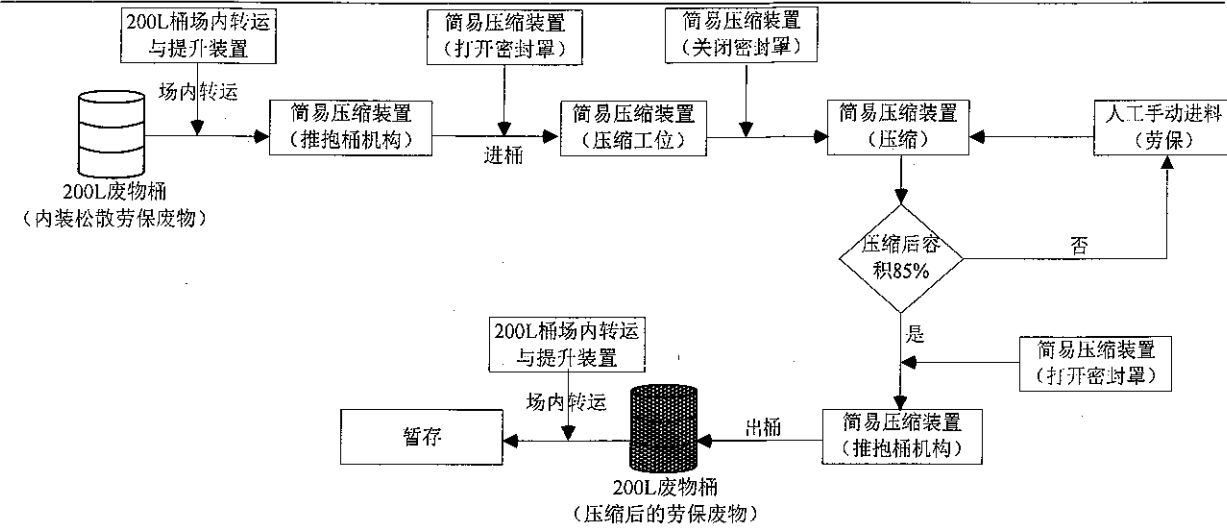 200L桶场内转运
与提升装置
简易压缩装置
（打开密封罩）
简易压缩装置
（关闭密封罩）
场内转运
简易压缩装置
（推抱桶机构）
进桶
简易压缩装置
（压缩工位）
简易压缩装置
（压缩）
人工手动进料
（劳保）
200L废物桶
（内装松散劳保废物）
压缩后容
积85%
否
是
200L桶场内转运
与提升装置
简易压缩装置
（打开密封罩）
场内转运
暂存
出桶
简易压缩装置
（推抱桶机构）
200L废物桶
（压缩后的劳保废物）